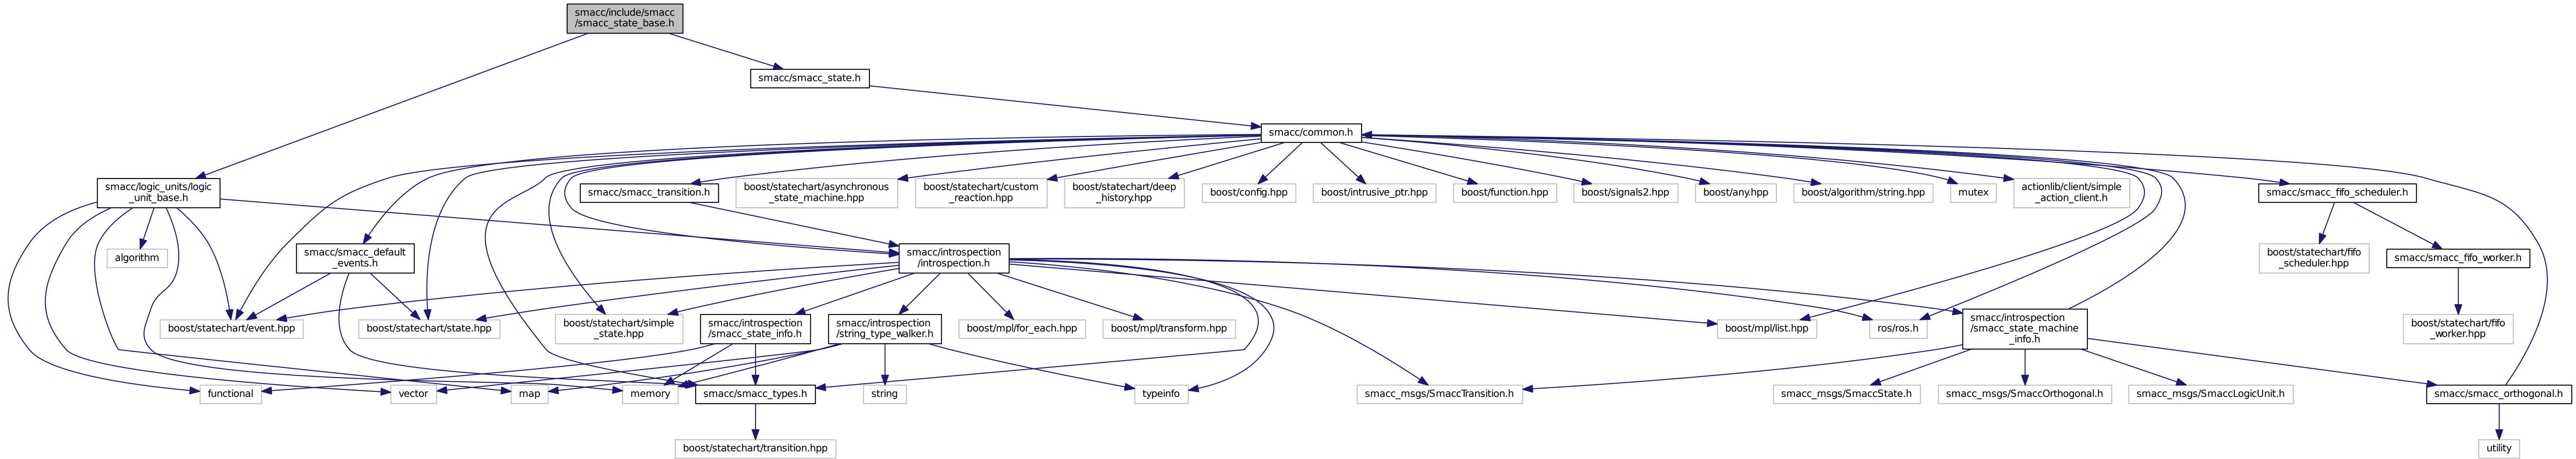 smacc/include/smacc
/smacc_state_base.h
smacc/smacc_state.h
smacc/common.h
smacc/logic_units/logic
_unit_base.h
smacc/smacc_transition.h
boost/statechart/asynchronous
_state_machine.hpp
boost/statechart/custom
_reaction.hpp
boost/statechart/deep
_history.hpp
boost/config.hpp
boost/intrusive_ptr.hpp
boost/function.hpp
boost/signals2.hpp
boost/any.hpp
boost/algorithm/string.hpp
mutex
actionlib/client/simple
_action_client.h
smacc/smacc_fifo_scheduler.h
algorithm
smacc/smacc_default
_events.h
smacc/introspection
/introspection.h
boost/statechart/fifo
_scheduler.hpp
smacc/smacc_fifo_worker.h
boost/statechart/event.hpp
boost/statechart/state.hpp
boost/statechart/simple
_state.hpp
smacc/introspection
/smacc_state_info.h
smacc/introspection
/string_type_walker.h
boost/mpl/for_each.hpp
boost/mpl/transform.hpp
boost/mpl/list.hpp
ros/ros.h
smacc/introspection
/smacc_state_machine
_info.h
boost/statechart/fifo
_worker.hpp
functional
vector
map
memory
smacc/smacc_types.h
string
typeinfo
smacc_msgs/SmaccTransition.h
smacc_msgs/SmaccState.h
smacc_msgs/SmaccOrthogonal.h
smacc_msgs/SmaccLogicUnit.h
smacc/smacc_orthogonal.h
boost/statechart/transition.hpp
utility